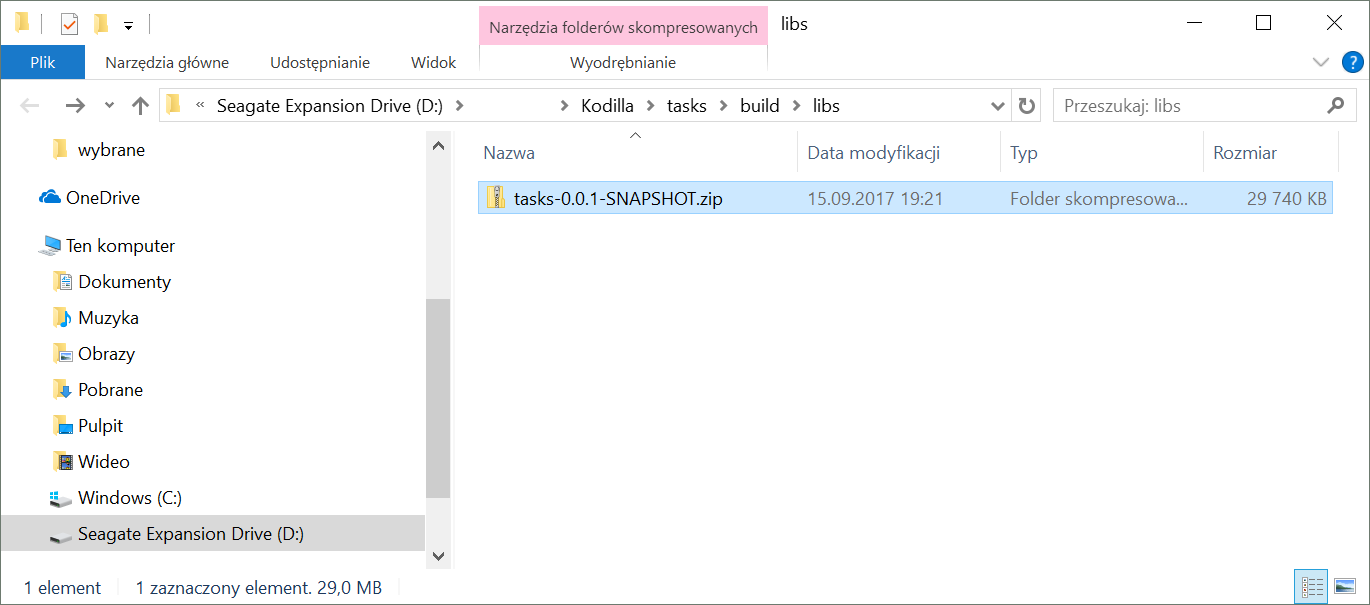 Narzędzia folderów skompresowanych libs
Plik Narzędzia główne Udostępnianie Widok Wyodrębnianie ?
« Seagate Expansion Drive (D:) > > Kodilla > tasks > build > libs Przeszukaj: libs
Nazwa Data modyfikacji Typ Rozmiar
tasks-0.0.1-SNAPSHOT.zip 15.09.2017 19:21 Folder skompresowa... 29 740 KB
wybrane
OneDrive
Ten komputer
Dokumenty
Muzyka
Obrazy
Pobrane
Pulpit
Wideo
Windows (C:)
Seagate Expansion Drive (D:)
1 element 1 zaznaczony element. 29,0 MB